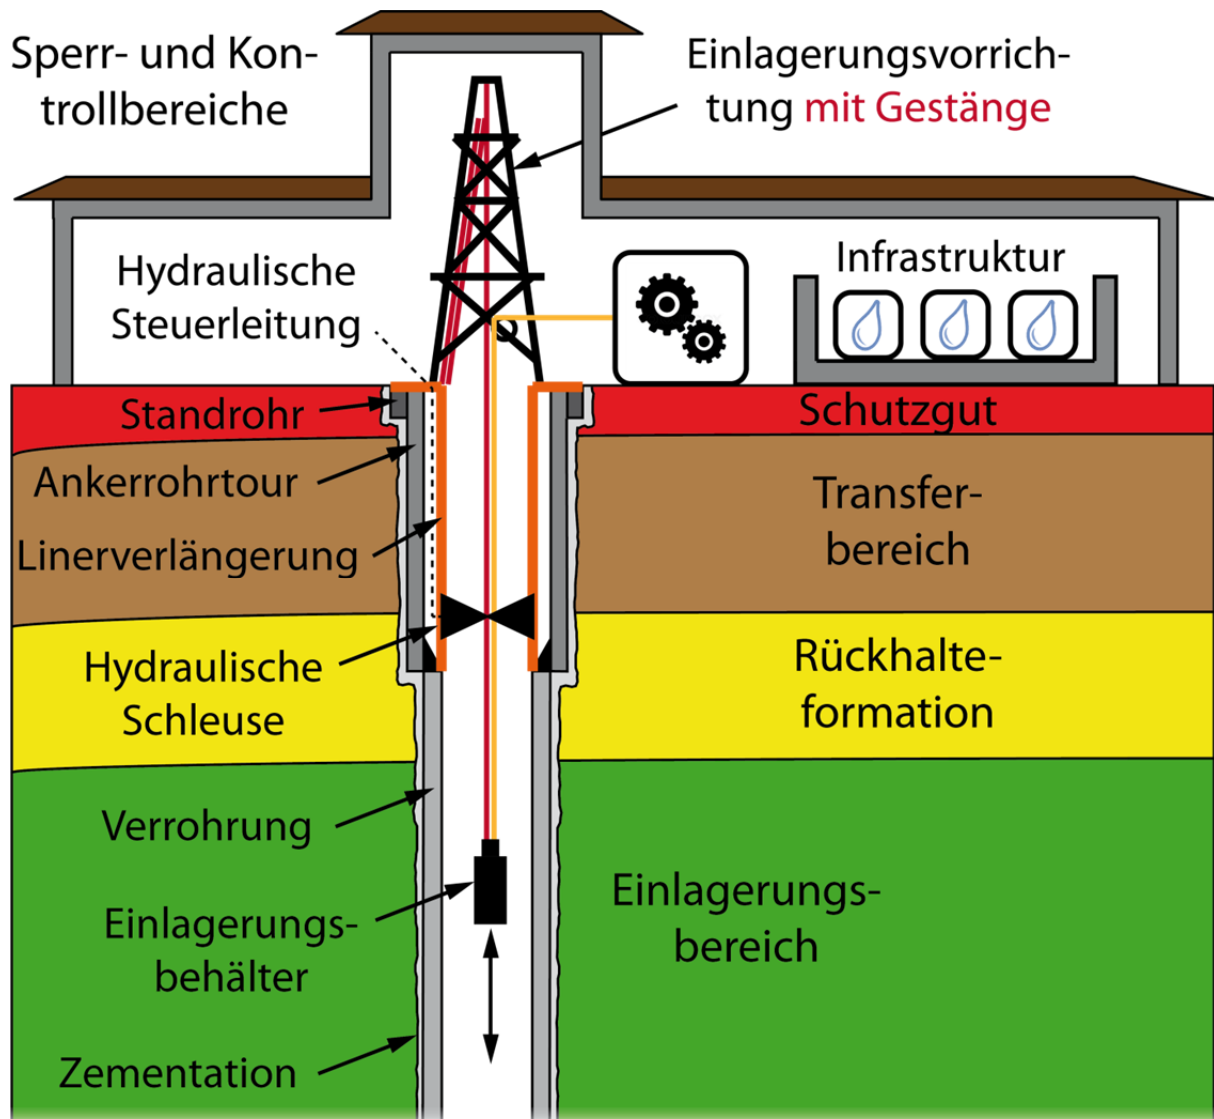 Sperr- und Kon-
trollbereiche
Einlagerungsvorrich-
tung mit Gestänge
Hydraulische
Steuerleitung
Infrastruktur
Standrohr
Schutzgut
Ankerrohrtour
Transfer-
bereich
Linerverlängerung
Hydraulische
Schleuse
Rückhalte-
formation
Verrohrung
Einlagerungs-
behälter
Einlagerungs-
bereich
Zementation